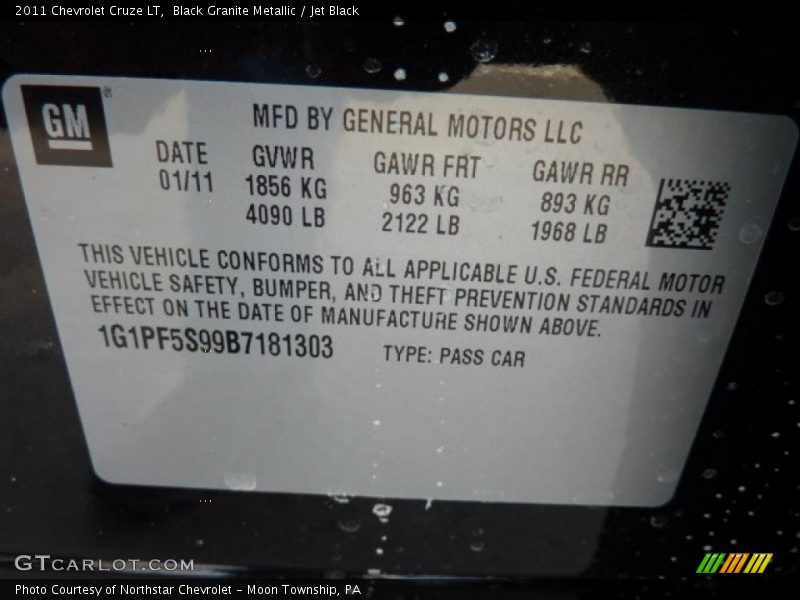 2011 Chevrolet Cruze LT, Black Granite Metallic / Jet Black
GM
MFD BY GENERAL MOTORS LLC
DATE GVWR GAWR FRT GAWR RR
01/11 1856 KG 963 KG 893 KG
4090 LB 2122 LB 1968 LB
THIS VEHICLE CONFORMS TO ALL APPLICABLE U.S. FEDERAL MOTOR
VEHICLE SAFETY, BUMPER, AND THEFT PREVENTION STANDARDS IN
EFFECT ON THE DATE OF MANUFACTURE SHOWN ABOVE.
1G1PF5S99B7181303 TYPE: PASS CAR
GTCARLOT.COM
Photo Courtesy of Northstar Chevrolet - Moon Township, PA